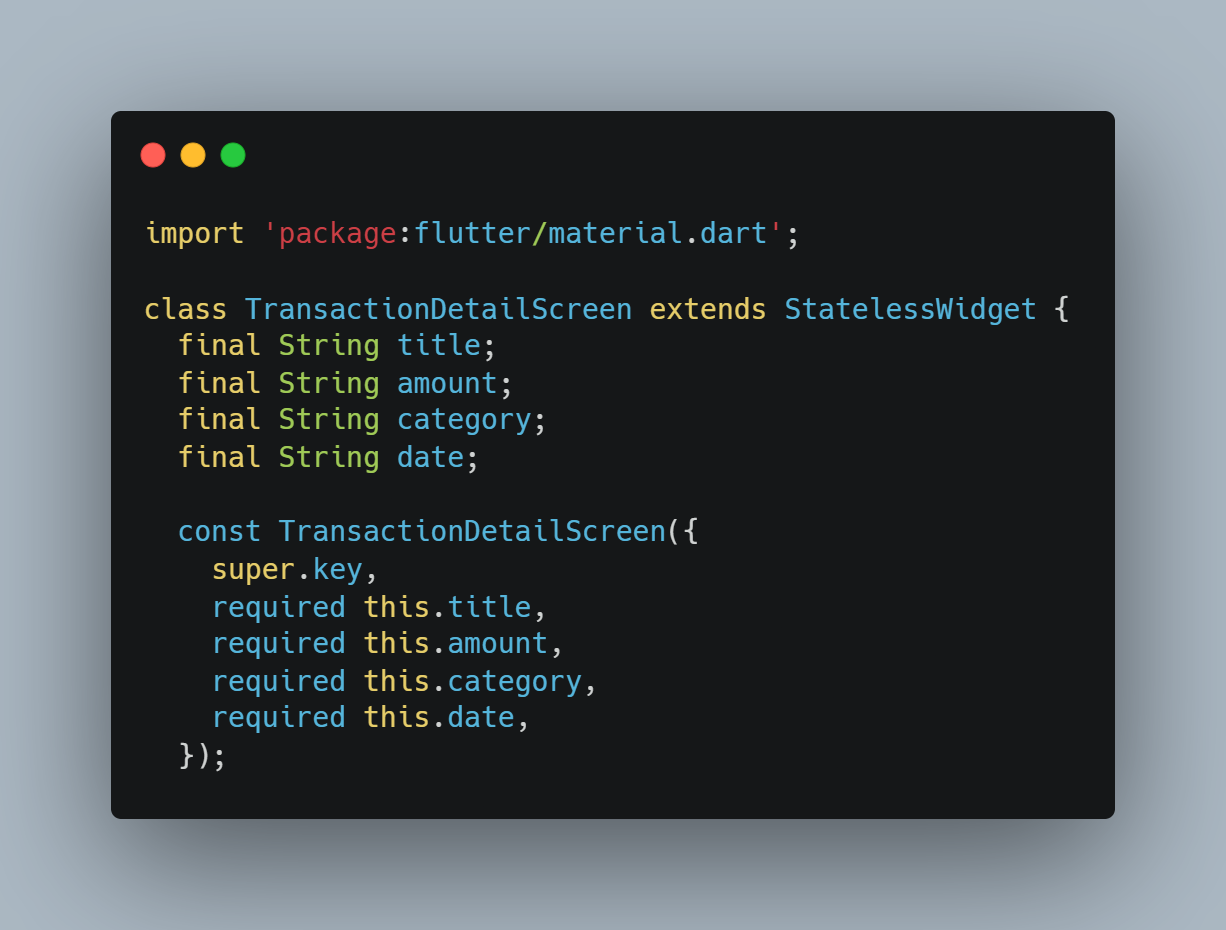 import 'package:flutter/material.dart';
class TransactionDetailScreen extends StatelessWidget {
  final String title;
  final String amount;
  final String category;
  final String date;
  const TransactionDetailScreen({
    super.key,
    required this.title,
    required this.amount,
    required this.category,
    required this.date,
  });